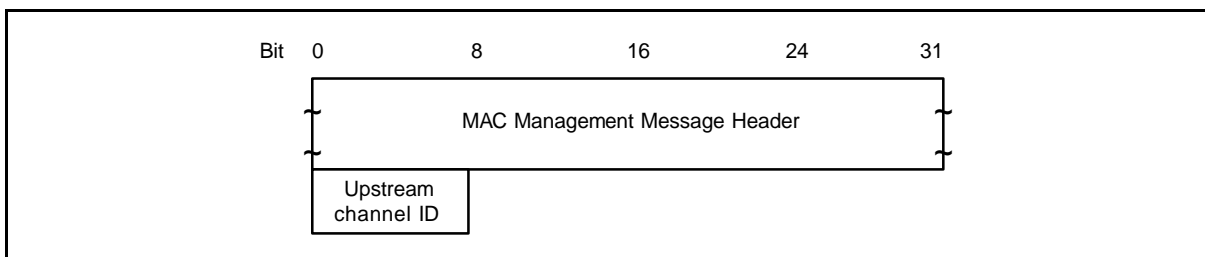 Bit 0 8 16 24 31
MAC Management Message Header
Upstream
channel ID